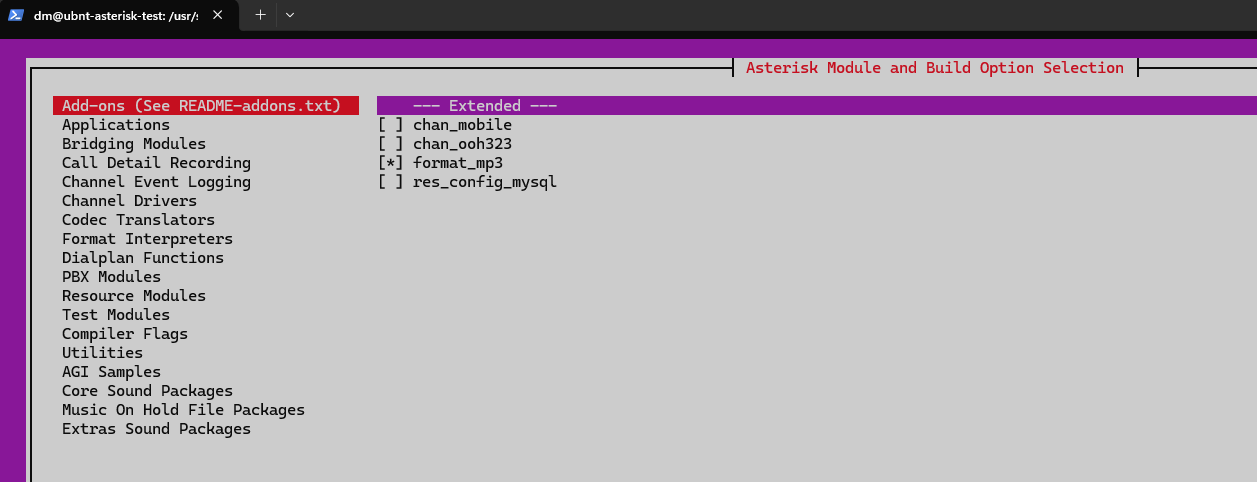 dm@ubnt-asterisk-test: /usr/s
Asterisk Module and Build Option Selection
Add-ons (See README-addons.txt) --- Extended ---
Applications [ ] chan_mobile
Bridging Modules [ ] chan_ooh323
Call Detail Recording [*] format_mp3
Channel Event Logging [ ] res_config_mysql
Channel Drivers
Codec Translators
Format Interpreters
Dialplan Functions
PBX Modules
Resource Modules
Test Modules
Compiler Flags
Utilities
AGI Samples
Core Sound Packages
Music On Hold File Packages
Extras Sound Packages